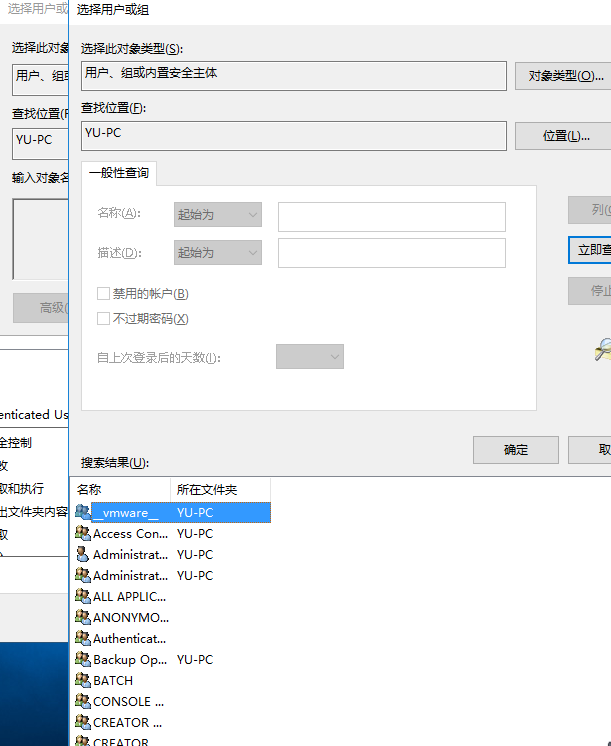 选择用户或
选择用户或组
选择此对象
选择此对象类型(S):
用户、组或
用户、组或内置安全主体
对象类型(O)...
查找位置(F
查找位置(F):
YU-PC
YU-PC
位置(L)...
输入对象名
一般性查询
名称(A):
起始为
列(
描述(D):
起始为
立即查
禁用的帐户(B)
停止
高级(
不过期密码(X)
自上次登录后的天数(I):
enticated Us
全控制
确定
取
改
搜索结果(U):
取和执行
名称
所在文件夹
出文件夹内容
__vmware__
YU-PC
取
Access Con...
YU-PC
Administrat...
YU-PC
Administrat...
YU-PC
ALL APPLIC...
ANONYMO...
Authenticat...
Backup Op...
YU-PC
BATCH
CONSOLE ...
CREATOR ...
CREATOR